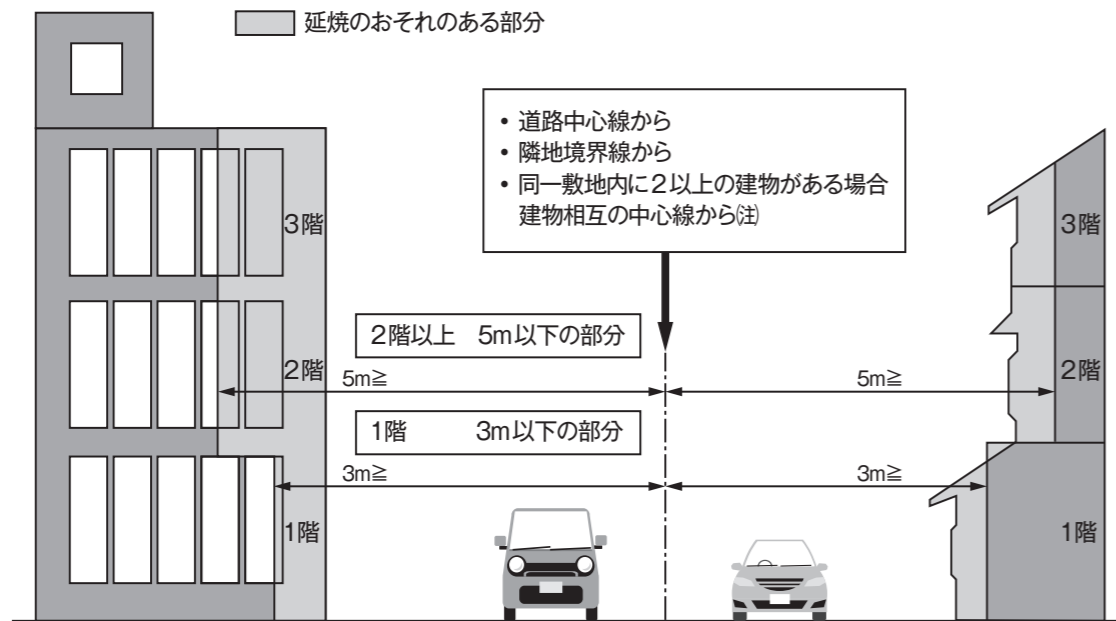 延焼のおそれのある部分
• 道路中心線から
• 隣地境界線から
• 同一敷地内に2以上の建物がある場合
建物相互の中心線から㈟
3階
3階
2階以上 5m以下の部分
2階
5m≧
5m≧
2階
1階 3m以下の部分
3m≧
3m≧
1階
1階